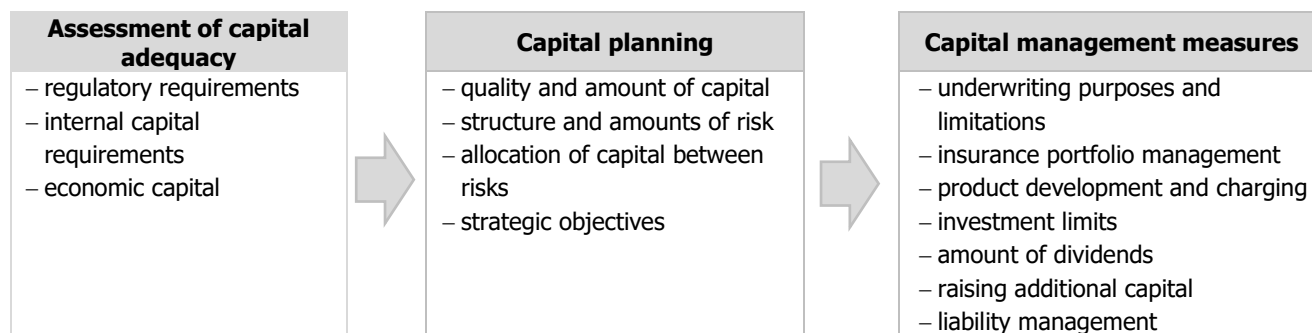 Assessment of capital
adequacy
– regulatory requirements
– internal capital
requirements
– economic capital
Capital planning
– quality and amount of capital
– structure and amounts of risk
– allocation of capital between
risks
– strategic objectives
Capital management measures
– underwriting purposes and
limitations
– insurance portfolio management
– product development and charging
– investment limits
– amount of dividends
– raising additional capital
– liability management